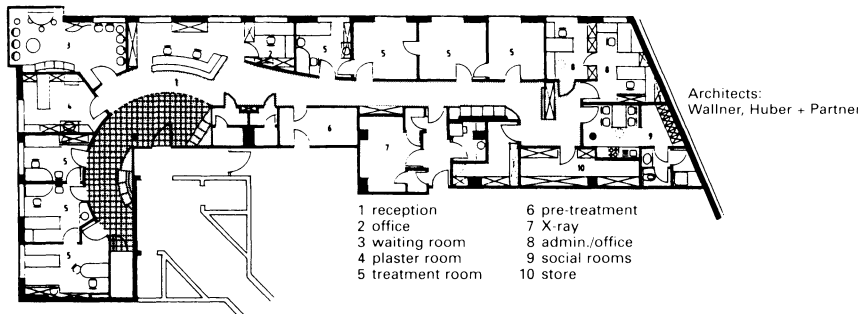 3
1
2
5
5
5
5
8
8
4
6
7
9
5
5
5
10
Architects:
Wallner, Huber + Partner
1 reception
2 office
3 waiting room
4 plaster room
5 treatment room
6 pre-treatment
7 X-ray
8 admin./office
9 social rooms
10 store